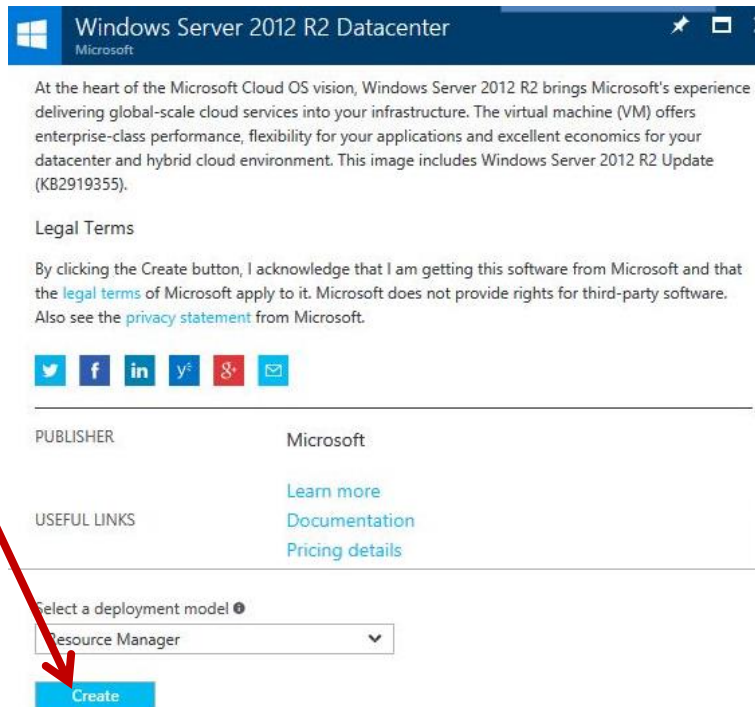 Windows Server 2012 R2 Datacenter
Microsoft
At the heart of the Microsoft Cloud OS vision, Windows Server 2012 R2 brings Microsoft's experience
delivering global-scale cloud services into your infrastructure. The virtual machine (VM) offers
enterprise-class performance, flexibility for your applications and excellent economics for your
datacenter and hybrid cloud environment. This image includes Windows Server 2012 R2 Update
(KB2919355).
Legal Terms
By clicking the Create button, I acknowledge that I am getting this software from Microsoft and that
the legal terms of Microsoft apply to it. Microsoft does not provide rights for third-party software.
Also see the privacy statement from Microsoft.
f in y 8+
PUBLISHER Microsoft
Learn more
USEFUL LINKS Documentation
Pricing details
Select a deployment model
Resource Manager
Create